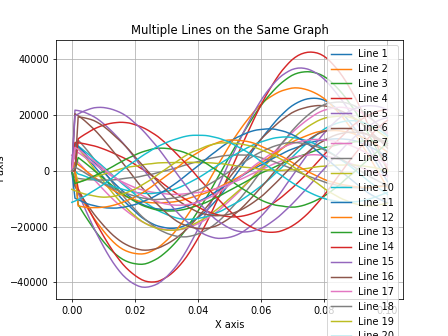 Multiple Lines on the Same Graph
40000
20000
0
−20000
−40000
0.00
0.02
0.04
0.06
X axis
Line 1
Line 2
Line 3
Line 4
Line 5
Line 6
Line 7
Line 8
Line 9
Line 10
Line 11
Line 12
Line 13
Line 14
Line 15
Line 16
Line 17
Line 18
Line 19
Line 20